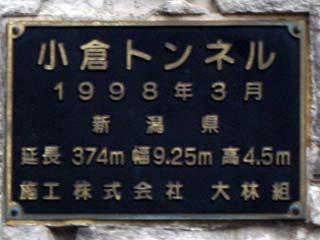 小倉トンネル
1998年3月
新潟県
延長 374m 幅9.25m 高4.5m
施工 株式会社 大林組